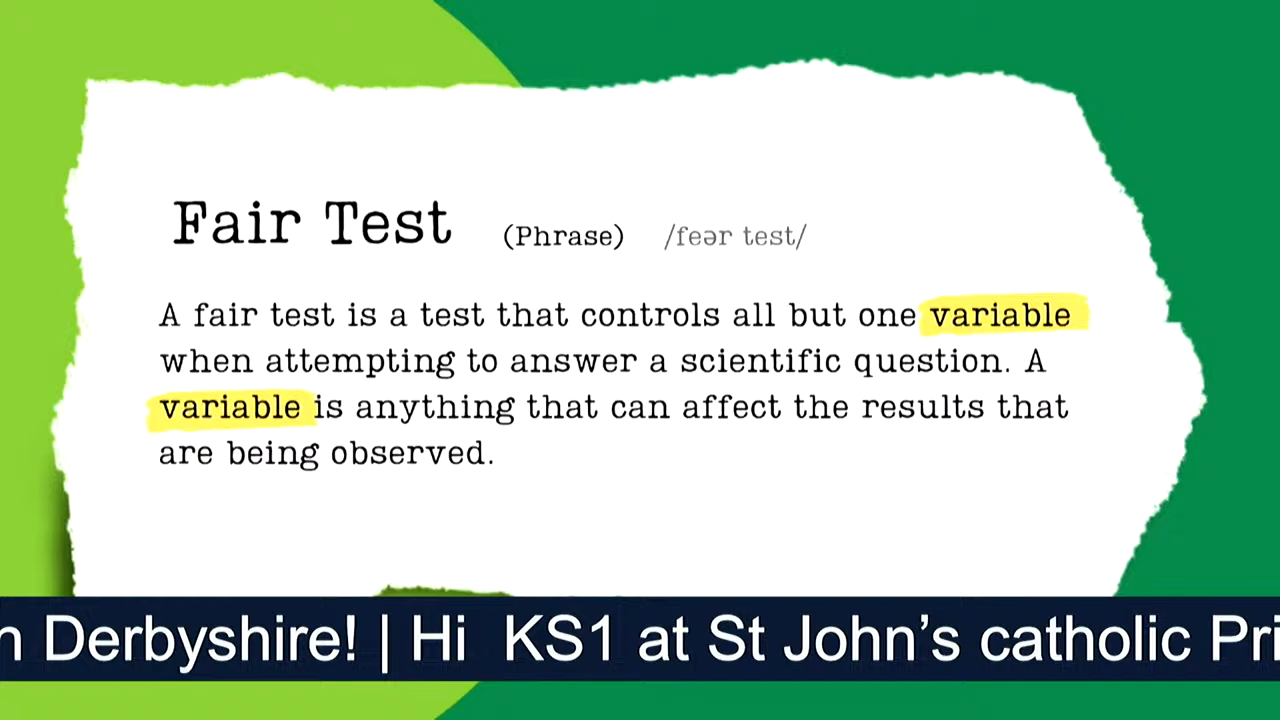 Fair Test (Phrase) /feər test/
A fair test is a test that controls all but one variable
when attempting to answer a scientific question. A
variable is anything that can affect the results that
are being observed.
Derbyshire! | Hi  KS1 at St John’s catholic